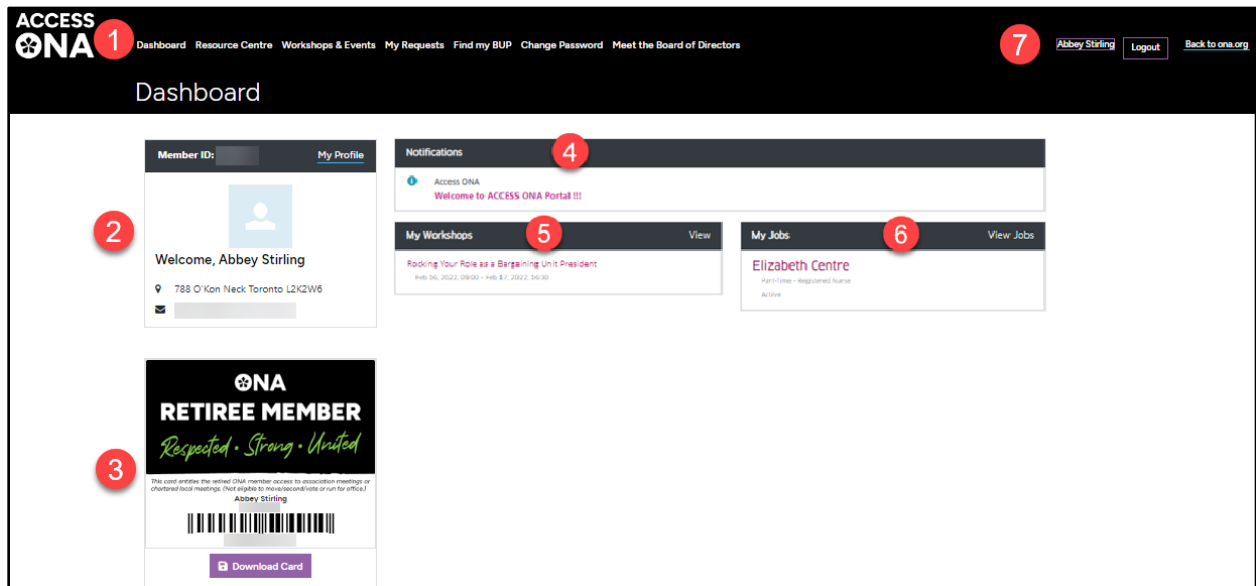 ACCESS
ONA
1
Dashboard Resource Centre Workshops & Events My Requests Find my BUP Change Password Meet the Board of Directors
7
Abbey Stirling
Logout
Back to ona.org
Dashboard
Member ID:
My Profile
2
Welcome, Abbey Stirling
788 O'Kon Neck Toronto L2K2W6
Notifications
4
Access ONA
Welcome to ACCESS ONA Portal !!!
My Workshops
5
View
Rocking Your Role as a Bargaining Unit President
Feb 16, 2022, 09:00 - Feb 17, 2022, 16:30
My Jobs
6
View Jobs
Elizabeth Centre
Part-Time - Registered Nurse
Active
3
ONA
RETIREE MEMBER
Respected • Strong • United
This card entitles the retired ONA member access to association meetings or
chartered local meetings. (Not eligible to move/second/vote or run for office.)
Abbey Stirling
Download Card